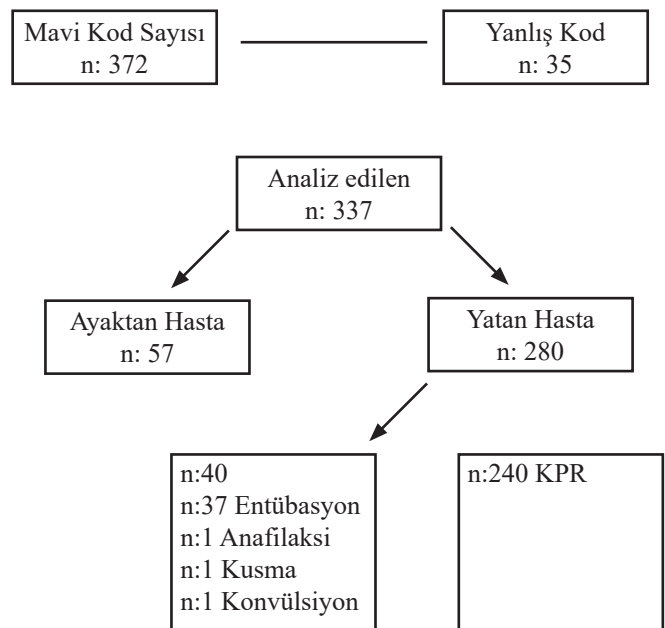 Mavi Kod Sayısı
n: 372
Yanlış Kod
n: 35
Analiz edilen
n: 337
Ayaktan Hasta
n: 57
Yatan Hasta
n: 280
n:40
n:37 Entübasyon
n:1 Anafilaksi
n:1 Kusma
n:1 Konvülsiyon
n:240 KPR